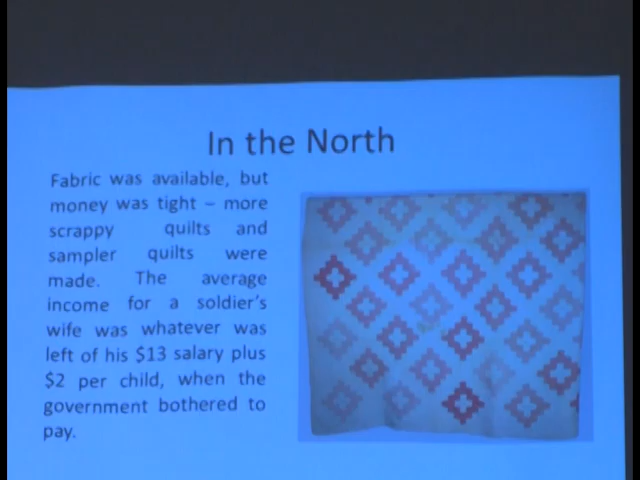 In the North
Fabric was available, but
money was tight – more
scrappy quilts and
sampler quilts were
made. The average
income for a soldier's
wife was whatever was
left of his $13 salary plus
$2 per child, when the
government bothered to
pay.